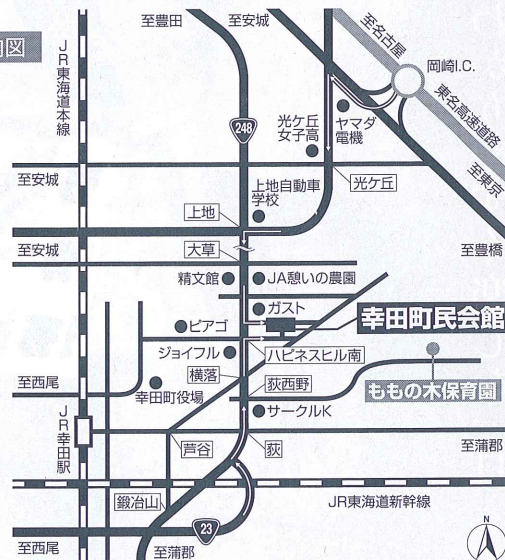 内図
至豊田
至安城
至名古屋
JR東海道本線
岡崎I.C.
東名高速道路
至東京
248
光ケ丘
女子高
ヤマダ
電機
至安城
光ケ丘
上地自動車
学校
上地
至安城
大草
至豊橋
精文館
JA憩いの農園
ガスト
幸田町民会館
ピアゴ
ハピネスヒル南
ジョイフル
横落
至西尾
幸田町役場
荻西野
ももの木保育園
サークルK
JR幸田駅
芦谷
荻
至蒲郡
鍛冶山
JR東海道新幹線
23
至西尾
至蒲郡
N